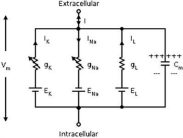 Extracellular
I
I_K
I_Na
I_L
V_m
g_K
g_Na
g_L
+ + + + + +
C_m
--- ---
E_K
E_Na
E_L
Intracellular